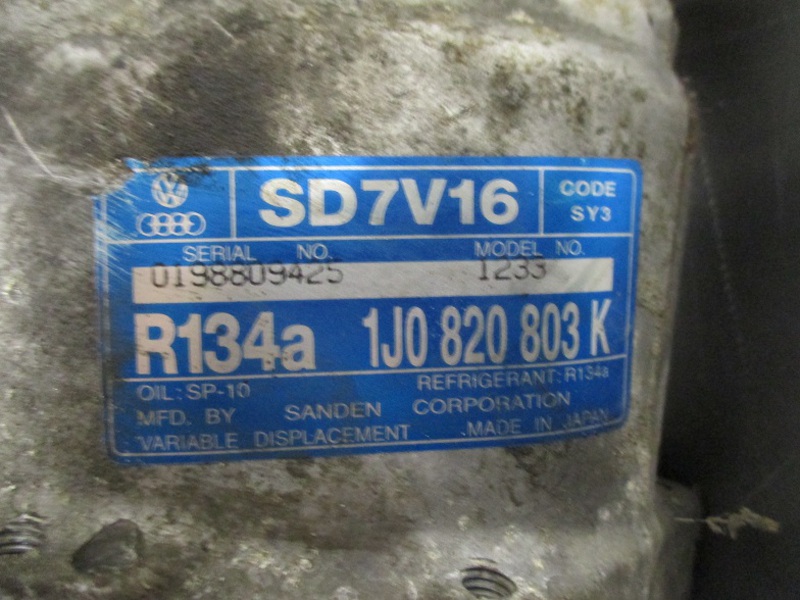 SD7V16
CODE
SY3
SERIAL NO. MODEL NO.
0198809425 1233
R134a 1J0 820 803 K
OIL: SP-10 REFRIGERANT: R134a
MFD. BY SANDEN CORPORATION
VARIABLE DISPLACEMENT MADE IN JAPAN